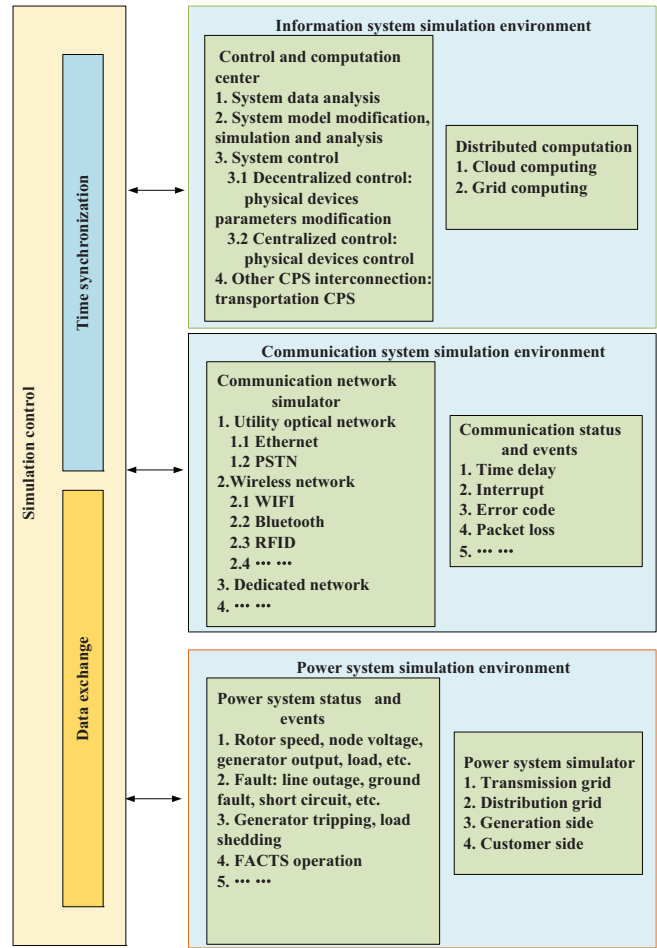 Simulation control
Time synchronization
Data exchange
Information system simulation environment
Control and computation
center
1. System data analysis
2. System model modification,
simulation and analysis
3. System control
3.1 Decentralized control:
physical devices
parameters modification
3.2 Centralized control:
physical devices control
4. Other CPS interconnection:
transportation CPS
Distributed computation
1. Cloud computing
2. Grid computing
Communication system simulation environment
Communication network
simulator
1. Utility optical network
1.1 Ethernet
1.2 PSTN
2.Wireless network
2.1 WIFI
2.2 Bluetooth
2.3 RFID
2.4 ··· ···
3. Dedicated network
4. ··· ···
Communication status
and events
1. Time delay
2. Interrupt
3. Error code
4. Packet loss
5. ··· ···
Power system simulation environment
Power system status and
events
1. Rotor speed, node voltage,
generator output, load, etc.
2. Fault: line outage, ground
fault, short circuit, etc.
3. Generator tripping, load
shedding
4. FACTS operation
5. ··· ···
Power system simulator
1. Transmission grid
2. Distribution grid
3. Generation side
4. Customer side